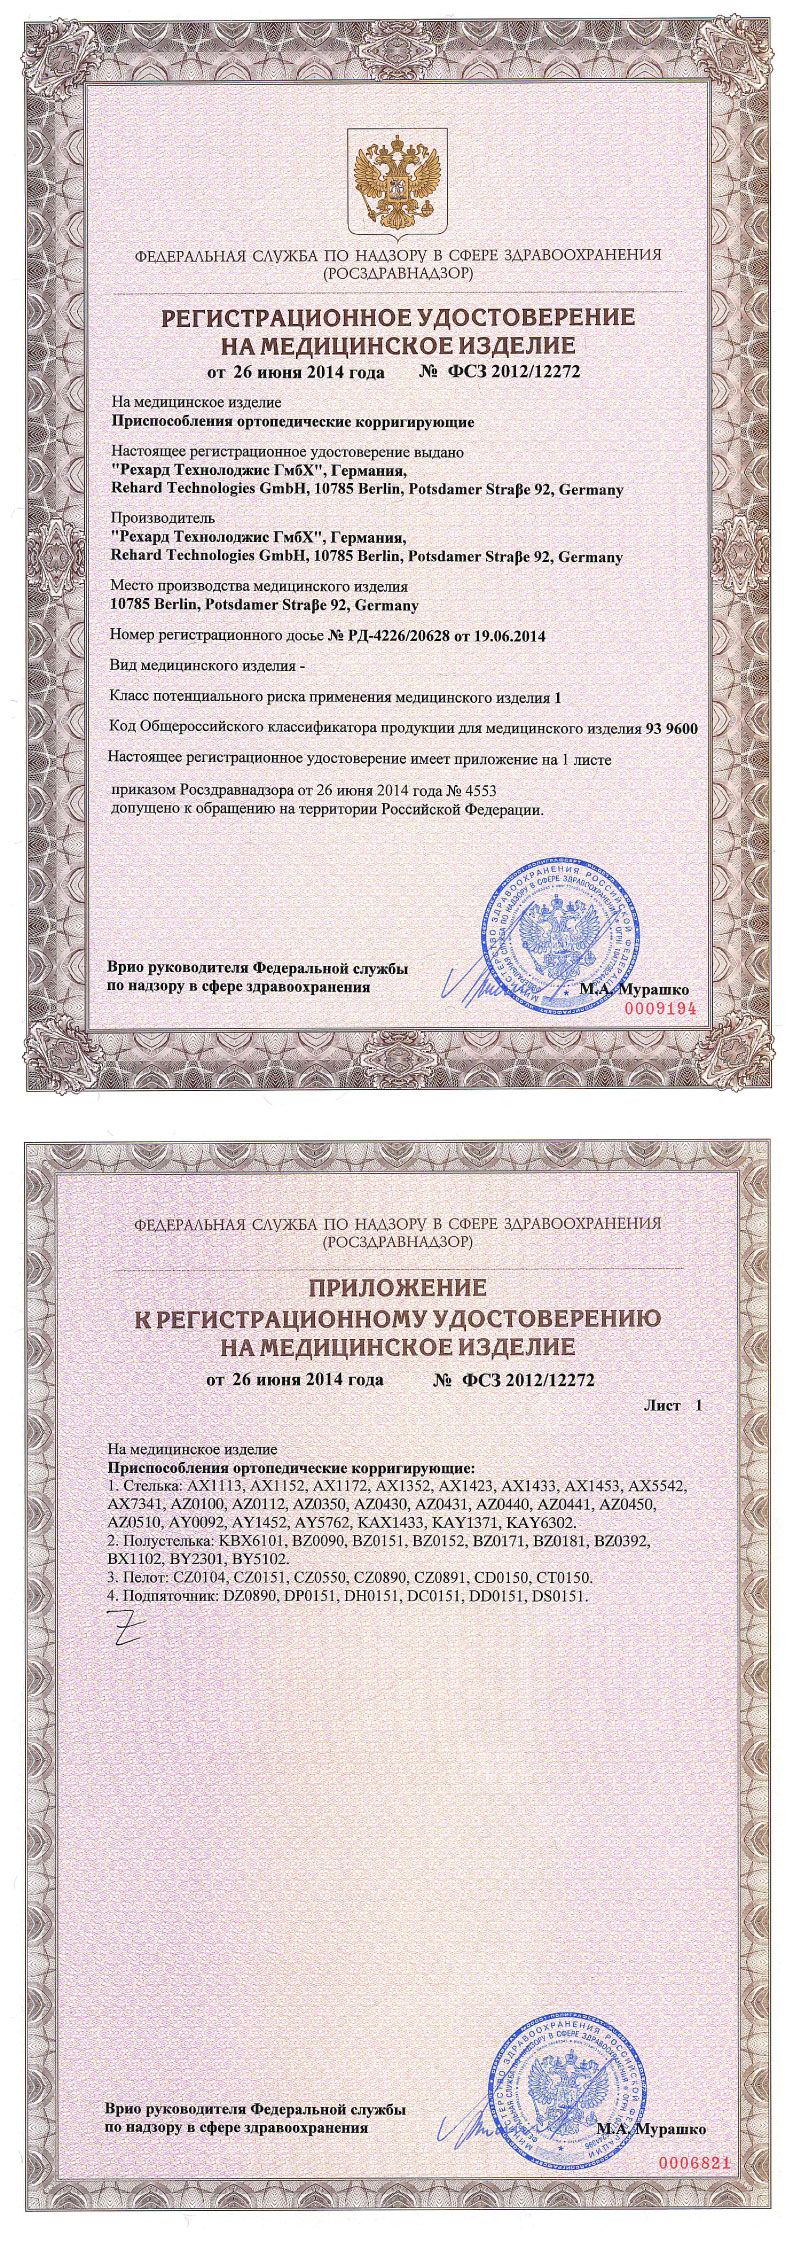 ФЕДЕРАЛЬНАЯ СЛУЖБА ПО НАДЗОРУ В СФЕРЕ ЗДРАВООХРАНЕНИЯ
(РОСЗДРАВНАДЗОР)
РЕГИСТРАЦИОННОЕ УДОСТОВЕРЕНИЕ
НА МЕДИЦИНСКОЕ ИЗДЕЛИЕ
от 26 июня 2014 года № ФСЗ 2012/12272
На медицинское изделие
Приспособления ортопедические корригирующие
Настоящее регистрационное удостоверение выдано
"Рехард Технолоджис ГмбХ", Германия,
Rehard Technologies GmbH, 10785 Berlin, Potsdamer Straβe 92, Germany
Производитель
"Рехард Технолоджис ГмбХ", Германия,
Rehard Technologies GmbH, 10785 Berlin, Potsdamer Straβe 92, Germany
Место производства медицинского изделия
10785 Berlin, Potsdamer Straβe 92, Germany
Номер регистрационного досье № РД-4226/20628 от 19.06.2014
Вид медицинского изделия -
Класс потенциального риска применения медицинского изделия 1
Код Общероссийского классификатора продукции для медицинского изделия 93 9600
Настоящее регистрационное удостоверение имеет приложение на 1 листе
приказом Росздравнадзора от 26 июня 2014 года № 4553
допущено к обращению на территории Российской Федерации.
Врио руководителя Федеральной службы
по надзору в сфере здравоохранения
М.А. Мурашко
0009194
ФЕДЕРАЛЬНАЯ СЛУЖБА ПО НАДЗОРУ В СФЕРЕ ЗДРАВООХРАНЕНИЯ
(РОСЗДРАВНАДЗОР)
ПРИЛОЖЕНИЕ
К РЕГИСТРАЦИОННОМУ УДОСТОВЕРЕНИЮ
НА МЕДИЦИНСКОЕ ИЗДЕЛИЕ
от 26 июня 2014 года № ФСЗ 2012/12272
Лист 1
На медицинское изделие
Приспособления ортопедические корригирующие:
1. Стелька: AX1113, AX1152, AX1172, AX1352, AX1423, AX1433, AX1453, AX5542,
AX7341, AZ0100, AZ0112, AZ0350, AZ0430, AZ0431, AZ0440, AZ0441, AZ0450,
AZ0510, AY0092, AY1452, AY5762, KAX1433, KAY1371, KAY6302.
2. Полустелька: KBX6101, BZ0090, BZ0151, BZ0152, BZ0171, BZ0181, BZ0392,
BX1102, BY2301, BY5102.
3. Пелот: CZ0104, CZ0151, CZ0550, CZ0890, CZ0891, CD0150, CT0150.
4. Подпяточник: DZ0890, DP0151, DH0151, DC0151, DD0151, DS0151.
Врио руководителя Федеральной службы
по надзору в сфере здравоохранения
М.А. Мурашко
0006821